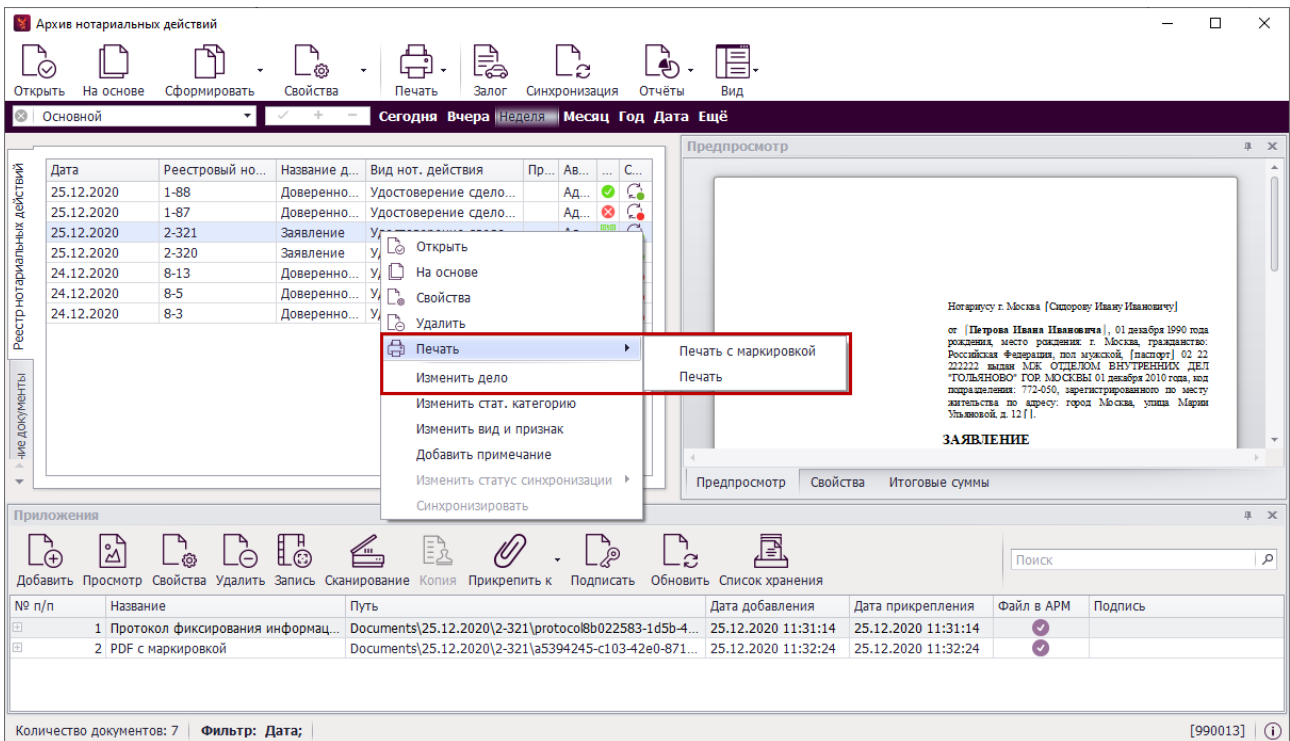 Архив нотариальных действий
Открыть На основе Сформировать Свойства Печать Залог Синхронизация Отчёты Вид
Основной Сегодня Вчера Неделя Месяц Год Дата Ещё
Реестр нотариальных действий
ние документы
Дата Реестровый но... Название д... Вид нот. действия Пр... Ав... ... С...
25.12.2020 1-88 Доверенно... Удостоверение сдело... Ад...
25.12.2020 1-87 Доверенно... Удостоверение сдело... Ад...
25.12.2020 2-321 Заявление
25.12.2020 2-320 Заявление
24.12.2020 8-13 Доверенно...
24.12.2020 8-5 Доверенно...
24.12.2020 8-3 Доверенно...
Открыть
На основе
Свойства
Удалить
Печать
Изменить дело
Изменить стат. категорию
Изменить вид и признак
Добавить примечание
Изменить статус синхронизации
Синхронизировать
Печать с маркировкой
Печать
Предпросмотр
Нотариусу г. Москва [Сидорову Ивану Ивановичу]
от [Петрова Ивана Ивановича], 01 декабря 1990 года
рождения, место рождения: г. Москва, гражданство:
Российская Федерация, пол мужской, [паспорт] 02 22
222222 выдан МЖ ОТДЕЛОМ ВНУТРЕННИХ ДЕЛ
"ГОЛЬЯНОВО" ГОР. МОСКВЫ 01 декабря 2010 года, код
подразделения: 772-050, зарегистрированного по месту
жительства по адресу: город Москва, улица Марии
Ульяновой, д. 12 [ ].
ЗАЯВЛЕНИЕ
Предпросмотр Свойства Итоговые суммы
Приложения
Добавить Просмотр Свойства Удалить Запись Сканирование Копия Прикрепить к Подписать Обновить Список хранения
Поиск
№ п/п Название Путь Дата добавления Дата прикрепления Файл в АРМ Подпись
1 Протокол фиксирования информац... Documents\25.12.2020\2-321\protocol8b022583-1d5b-4... 25.12.2020 11:31:14 25.12.2020 11:31:14
2 PDF с маркировкой Documents\25.12.2020\2-321\a5394245-c103-42e0-871... 25.12.2020 11:32:24 25.12.2020 11:32:24
Количество документов: 7 Фильтр: Дата; [990013]